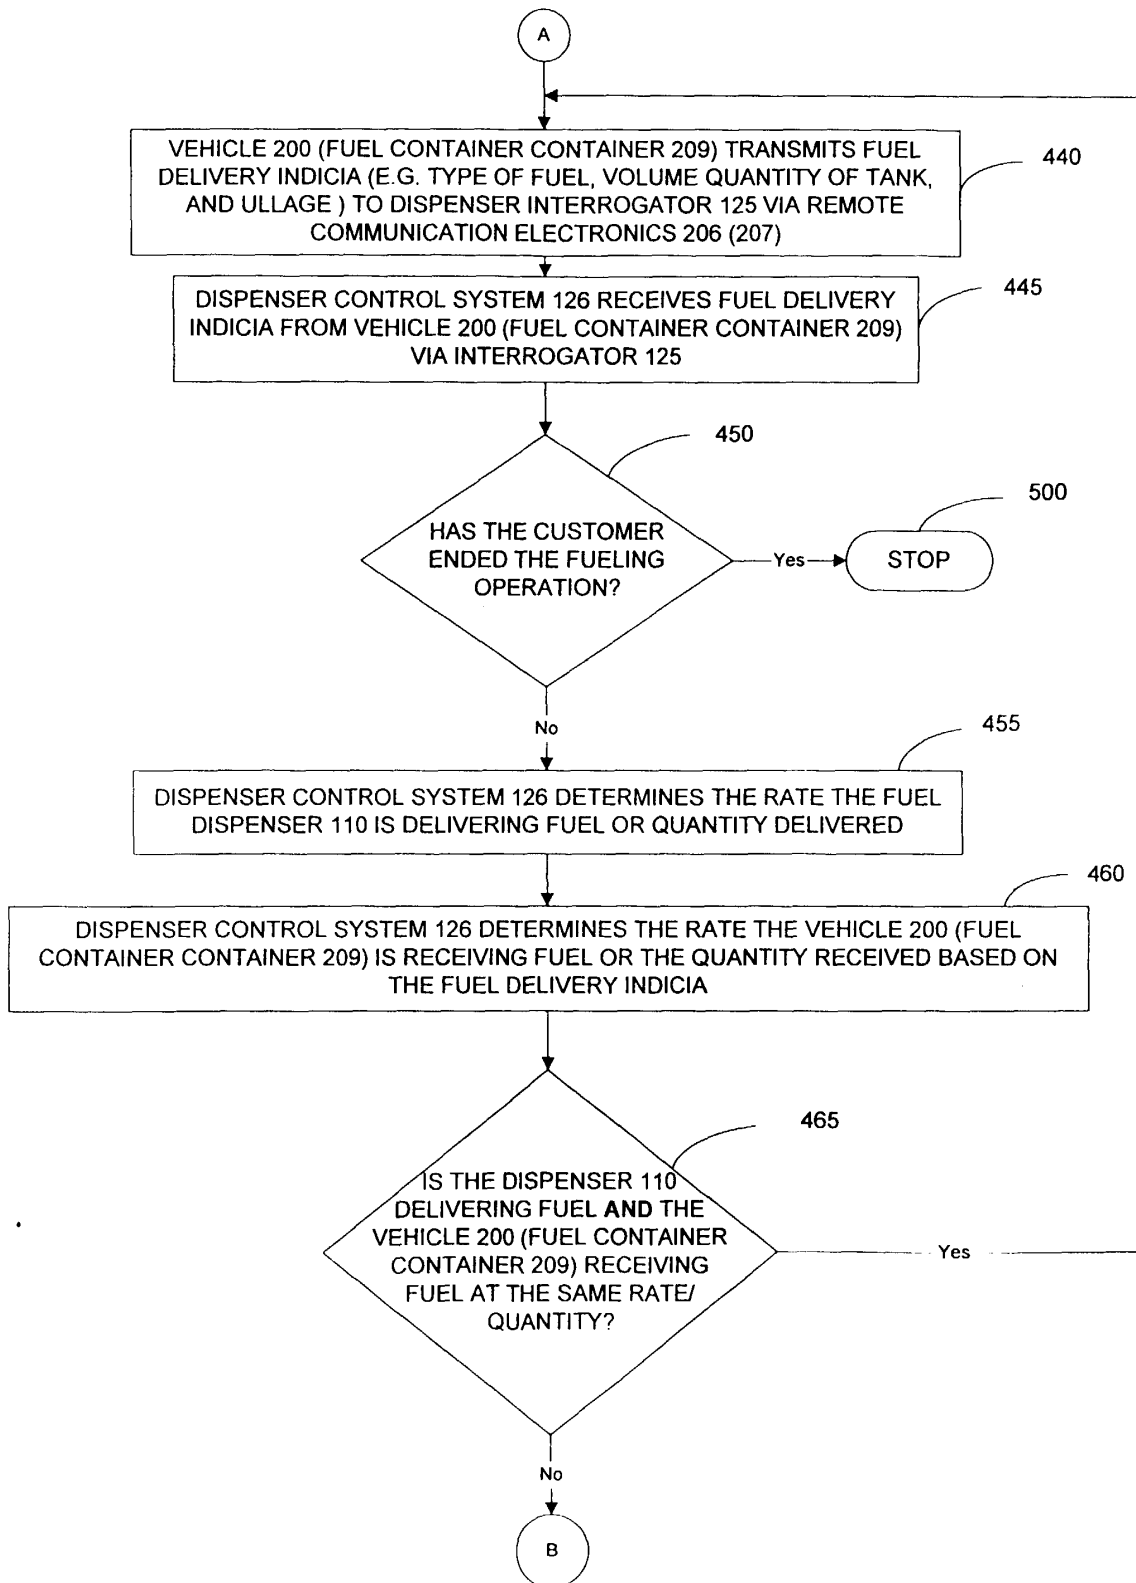 A
VEHICLE 200 (FUEL CONTAINER CONTAINER 209) TRANSMITS FUEL
DELIVERY INDICIA (E.G. TYPE OF FUEL, VOLUME QUANTITY OF TANK,
AND ULLAGE ) TO DISPENSER INTERROGATOR 125 VIA REMOTE
COMMUNICATION ELECTRONICS 206 (207)
440
DISPENSER CONTROL SYSTEM 126 RECEIVES FUEL DELIVERY
INDICIA FROM VEHICLE 200 (FUEL CONTAINER CONTAINER 209)
VIA INTERROGATOR 125
445
450
HAS THE CUSTOMER
ENDED THE FUELING
OPERATION?
Yes
500
STOP
No
455
DISPENSER CONTROL SYSTEM 126 DETERMINES THE RATE THE FUEL
DISPENSER 110 IS DELIVERING FUEL OR QUANTITY DELIVERED
460
DISPENSER CONTROL SYSTEM 126 DETERMINES THE RATE THE VEHICLE 200 (FUEL
CONTAINER CONTAINER 209) IS RECEIVING FUEL OR THE QUANTITY RECEIVED BASED ON
THE FUEL DELIVERY INDICIA
465
IS THE DISPENSER 110
DELIVERING FUEL AND THE
VEHICLE 200 (FUEL CONTAINER
CONTAINER 209) RECEIVING
FUEL AT THE SAME RATE/
QUANTITY?
Yes
No
B